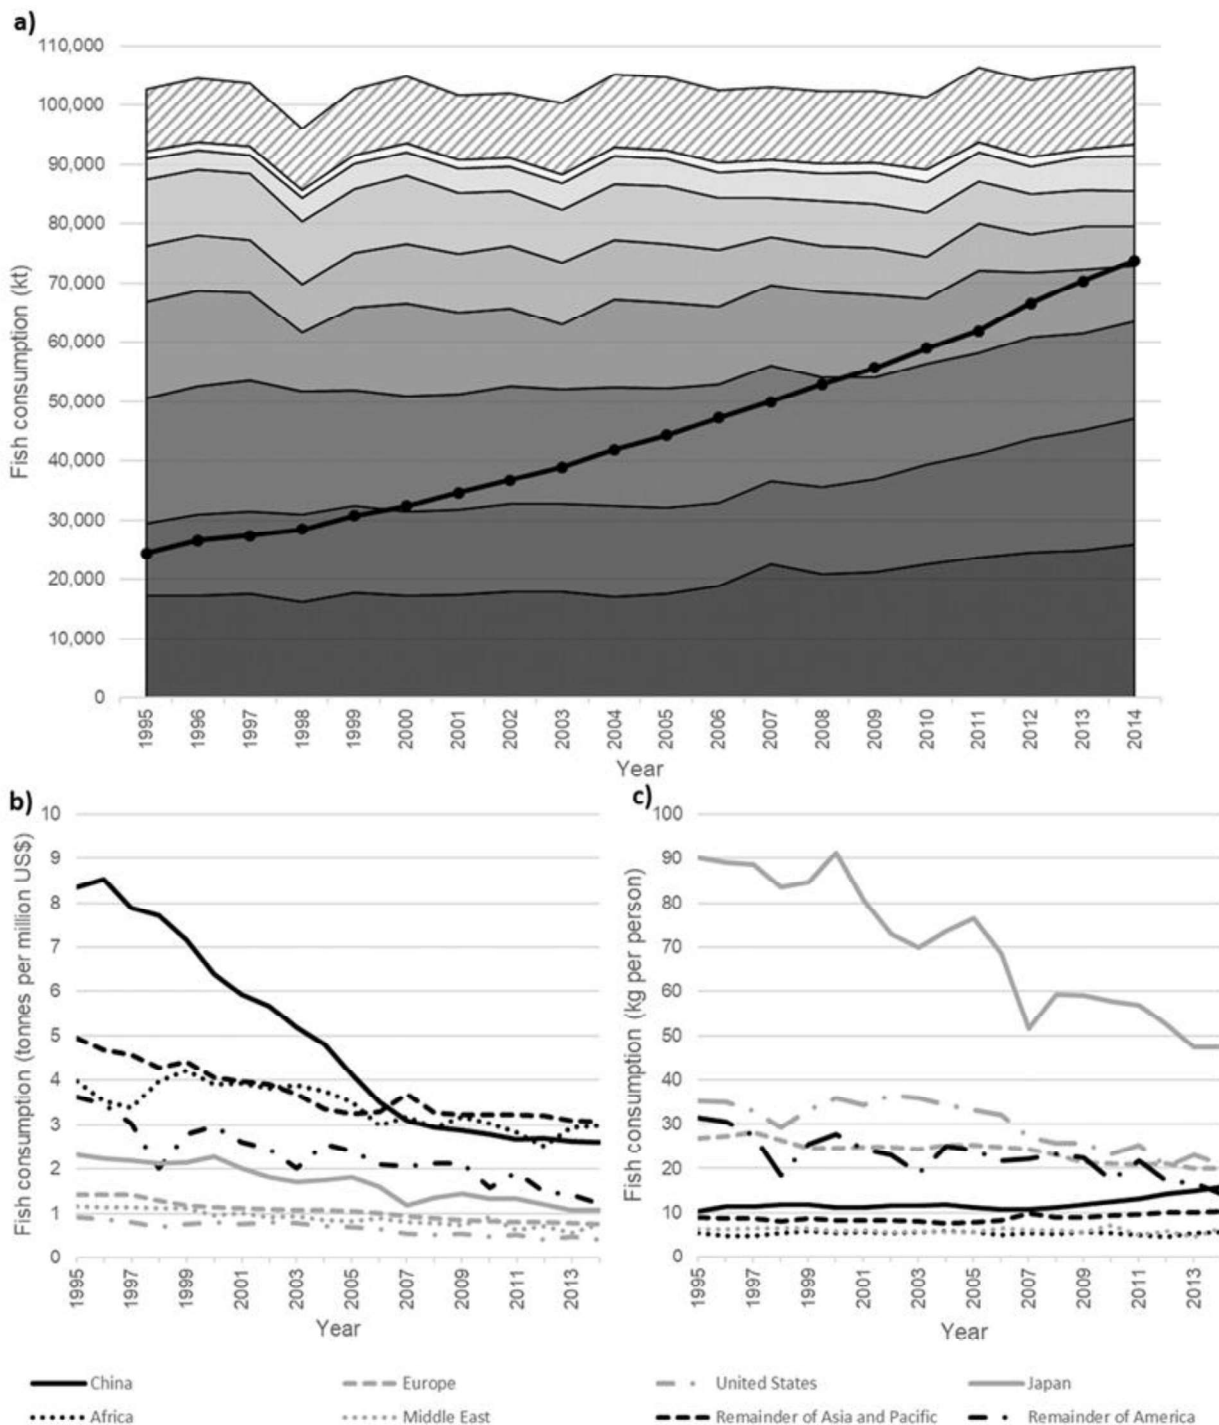 a)
110,000
100,000
90,000
80,000
70,000
60,000
50,000
40,000
30,000
20,000
10,000
0
Fish consumption (kt)
1995 1996 1997 1998 1999 2000 2001 2002 2003 2004 2005 2006 2007 2008 2009 2010 2011 2012 2013 2014
Year
b)
10
9
8
7
6
5
4
3
2
1
0
Fish consumption (tonnes per million US$)
1995 1997 1999 2001 2003 2005 2007 2009 2011 2013
Year
c)
100
90
80
70
60
50
40
30
20
10
0
Fish consumption (kg per person)
1995 1997 1999 2001 2003 2005 2007 2009 2011 2013
Year
China Europe United States Japan
Africa Middle East Remainder of Asia and Pacific Remainder of America